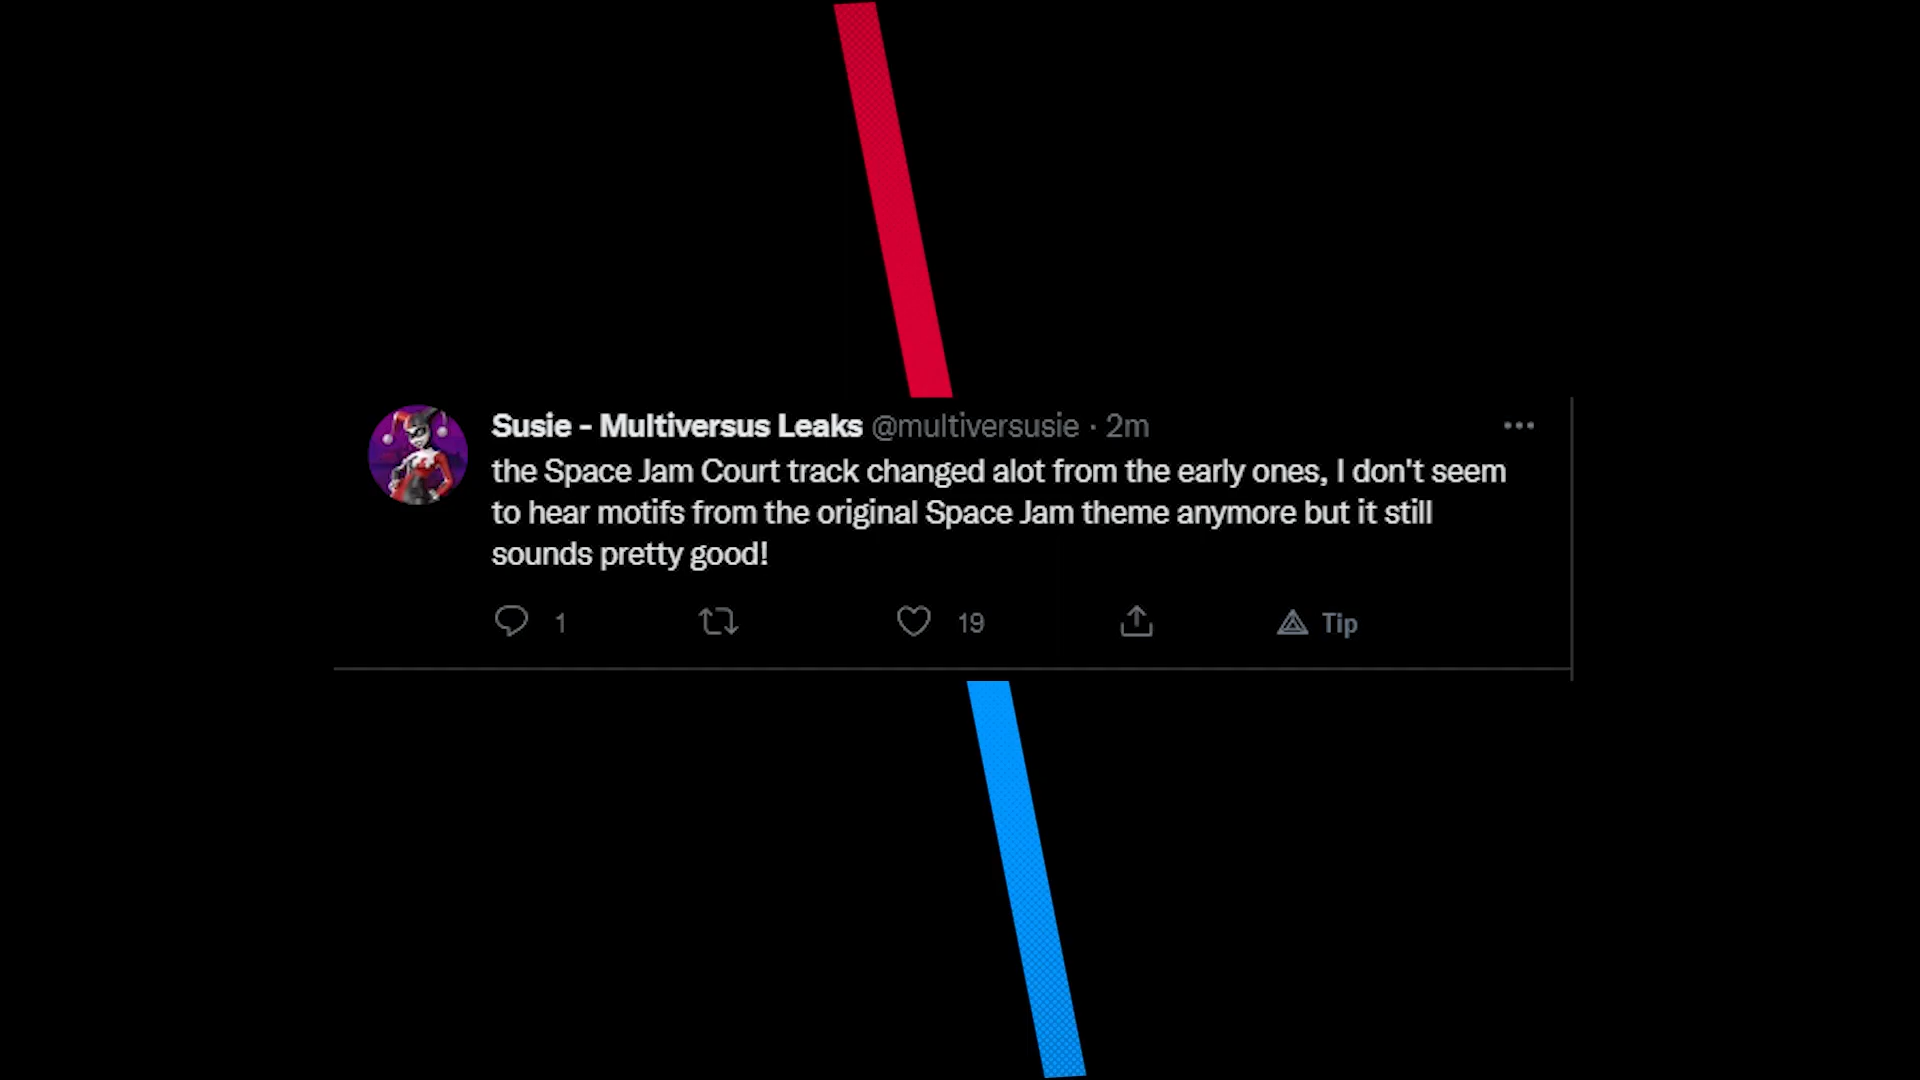 Susie - Multiversus Leaks @multiversusie · 2m
the Space Jam Court track changed alot from the early ones, I don't seem
to hear motifs from the original Space Jam theme anymore but it still
sounds pretty good!
1 19 Tip